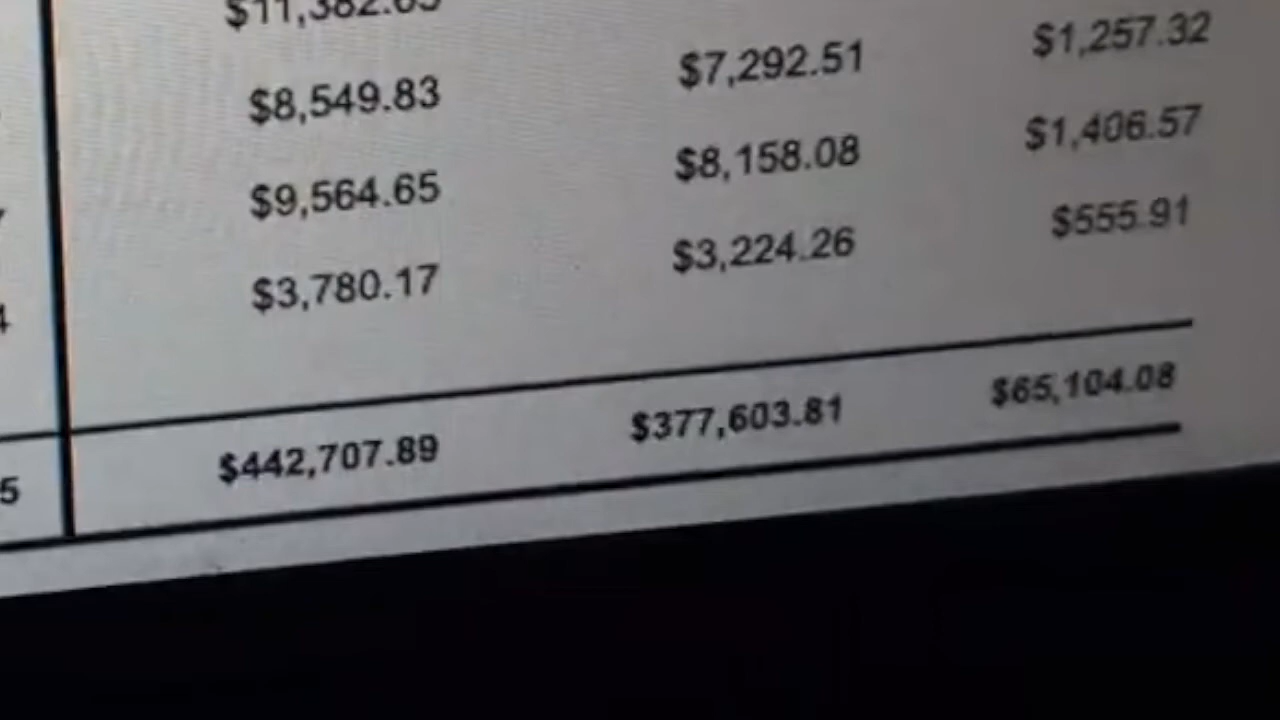 $8,549.83 $7,292.51 $1,257.32
$9,564.65 $8,158.08 $1,406.57
$3,780.17 $3,224.26 $555.91
5 $442,707.89 $377,603.81 $65,104.08